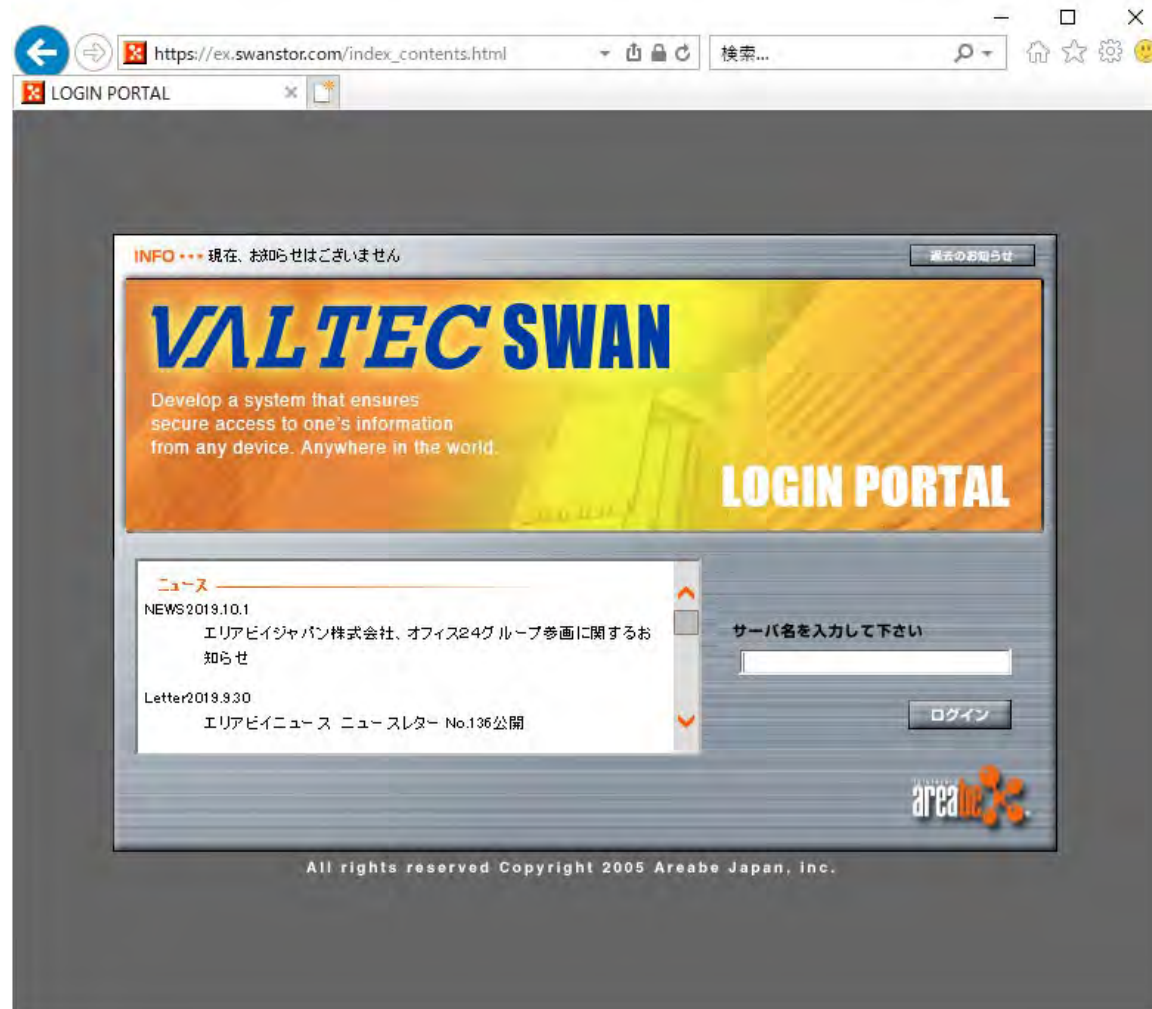 https://ex.swanstor.com/index_contents.html
検索...
LOGIN PORTAL
INFO・・・現在、お知らせはございません
過去のお知らせ
VALTEC SWAN
Develop a system that ensures
secure access to one's information
from any device. Anywhere in the world.
LOGIN PORTAL
ニュース
NEWS2019.10.1
エリアビイジャパン株式会社、オフィス24グループ参画に関するお
知らせ
Letter2019.9.30
エリアビイニュース ニュースレター No.136公開
サーバ名を入力して下さい
ログイン
areabe
All rights reserved Copyright 2005 Areabe Japan, inc.